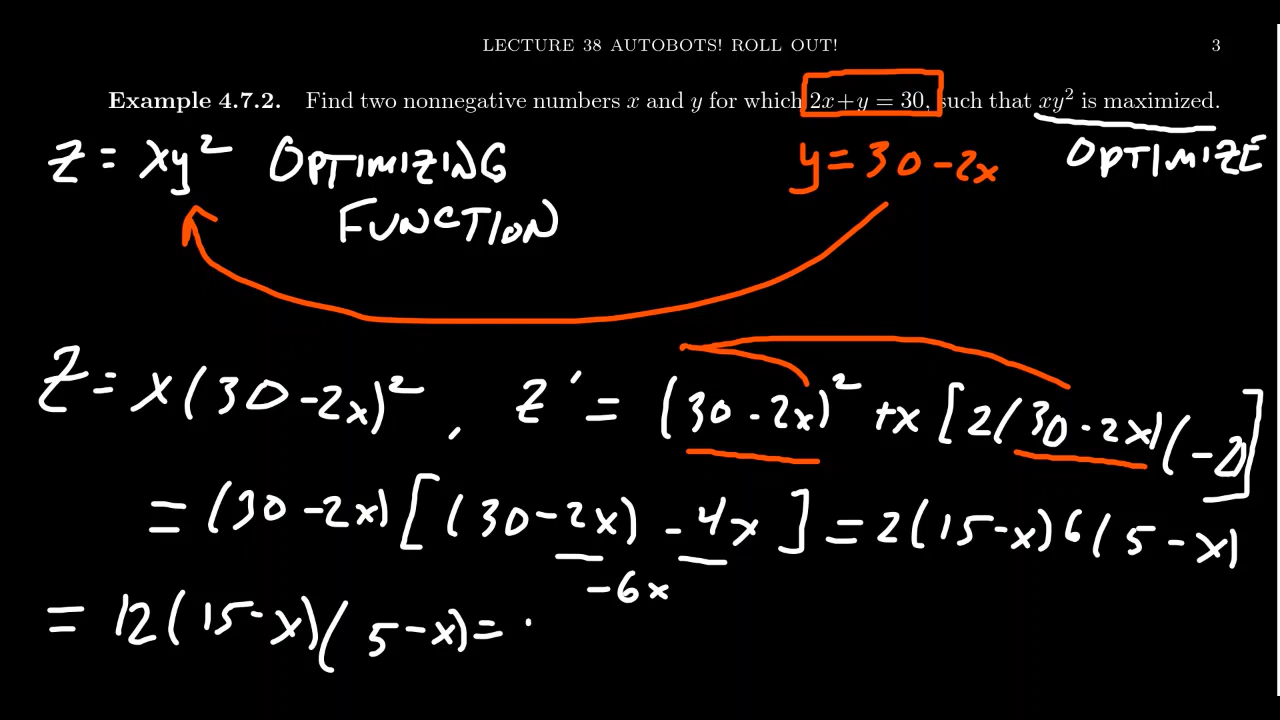 LECTURE 38 AUTOBOTS! ROLL OUT! 3
Example 4.7.2. Find two nonnegative numbers x and y for which 2x+y = 30, such that xy² is maximized.
Z = xy² OPTIMIZING y = 30 - 2x OPTIMIZE
FUNCTION
Z = x(30 - 2x)², Z' = (30 - 2x)² + x[2(30 - 2x)(-2)]
= (30 - 2x)[(30 - 2x) - 4x] = 2(15 - x)6(5 - x)
-6x
= 12(15 - x)(5 - x) =